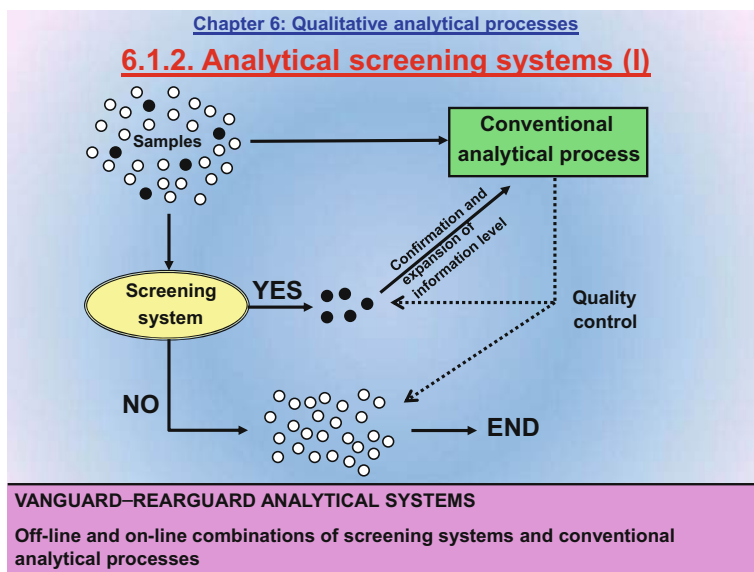 Chapter 6: Qualitative analytical processes
6.1.2. Analytical screening systems (I)
Samples
Conventional
analytical process
Confirmation and
expansion of
information level
Screening
system
YES
Quality
control
NO
END
VANGUARD–REARGUARD ANALYTICAL SYSTEMS
Off-line and on-line combinations of screening systems and conventional
analytical processes